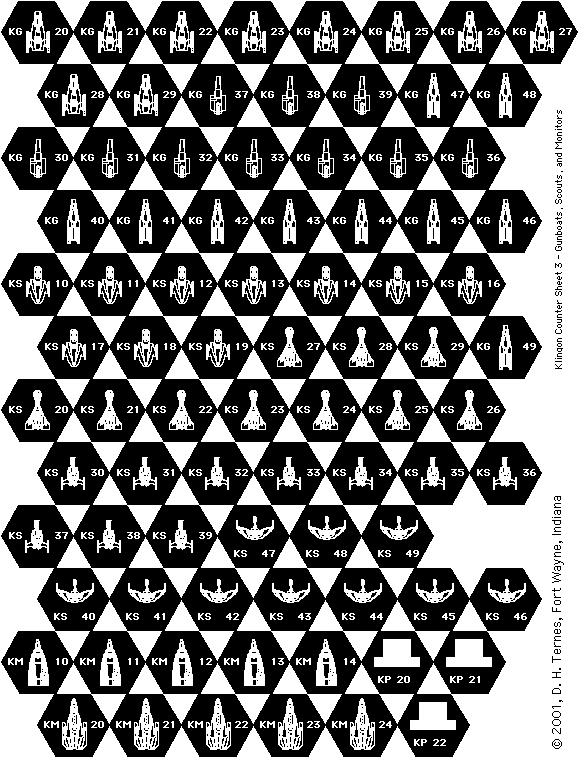 KG 20 KG 21 KG 22 KG 23 KG 24 KG 25 KG 26 KG 27
KG 28 KG 29 KG 37 KG 38 KG 39 KG 47 KG 48
KG 30 KG 31 KG 32 KG 33 KG 34 KG 35 KG 36
KG 40 KG 41 KG 42 KG 43 KG 44 KG 45 KG 46
KS 10 KS 11 KS 12 KS 13 KS 14 KS 15 KS 16
KS 17 KS 18 KS 19 KS 27 KS 28 KS 29 KG 49
KS 20 KS 21 KS 22 KS 23 KS 24 KS 25 KS 26
KS 30 KS 31 KS 32 KS 33 KS 34 KS 35 KS 36
KS 37 KS 38 KS 39 KS 47 KS 48 KS 49
KS 40 KS 41 KS 42 KS 43 KS 44 KS 45 KS 46
KM 10 KM 11 KM 12 KM 13 KM 14 KP 20 KP 21
KM 20 KM 21 KM 22 KM 23 KM 24 KP 22
Klingon Counter Sheet 3 - Gunboats, Scouts, and Monitors
© 2001, D. H. Ternes, Fort Wayne, Indiana